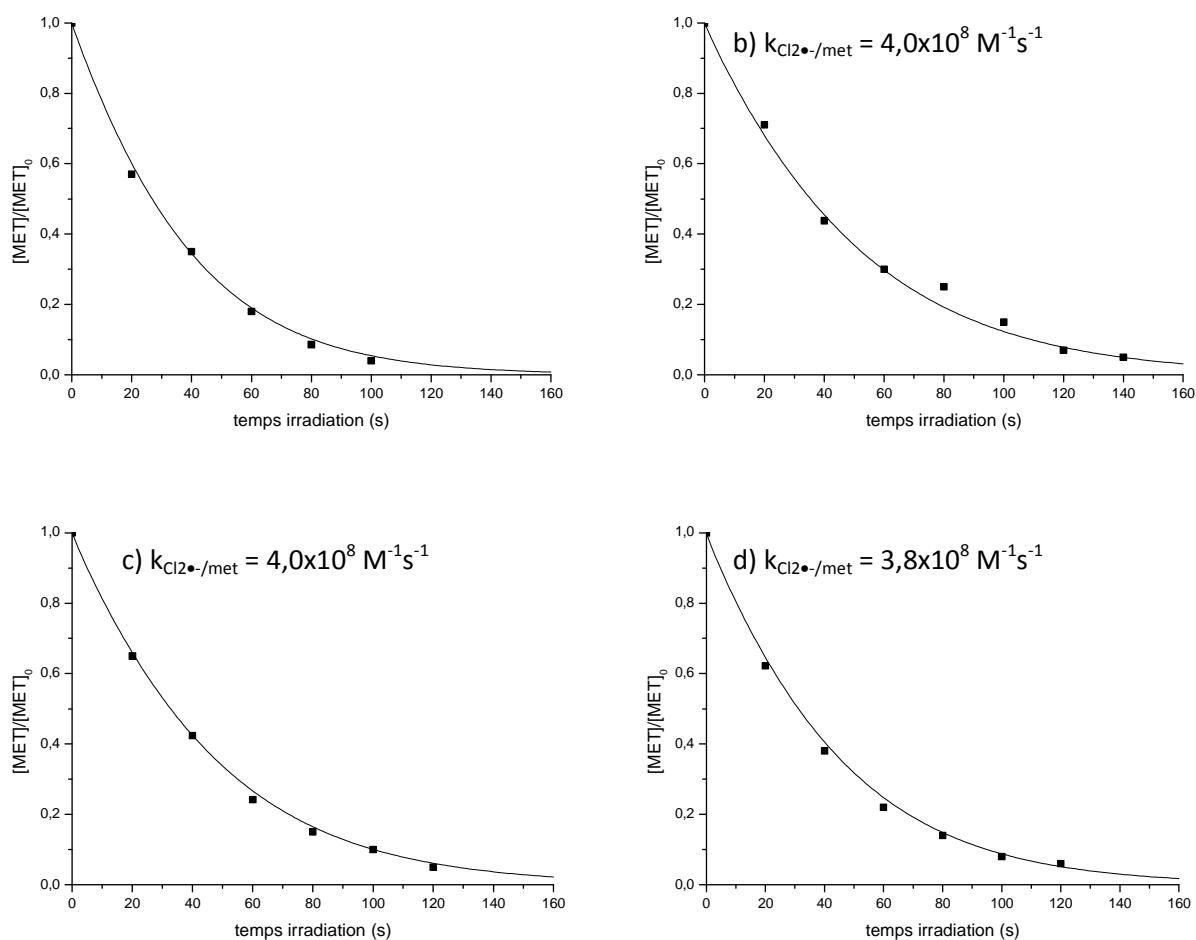 1,0
0,8
0,6
0,4
0,2
0,0
[MET]/[MET]₀
0 20 40 60 80 100 120 140 160
temps irradiation (s)
b) kCl2●-/met = 4,0x10⁸ M⁻¹s⁻¹
1,0
0,8
0,6
0,4
0,2
0,0
[MET]/[MET]₀
0 20 40 60 80 100 120 140 160
temps irradiation (s)
c) kCl2●-/met = 4,0x10⁸ M⁻¹s⁻¹
1,0
0,8
0,6
0,4
0,2
0,0
[MET]/[MET]₀
0 20 40 60 80 100 120 140 160
temps irradiation (s)
d) kCl2●-/met = 3,8x10⁸ M⁻¹s⁻¹
1,0
0,8
0,6
0,4
0,2
0,0
[MET]/[MET]₀
0 20 40 60 80 100 120 140 160
temps irradiation (s)